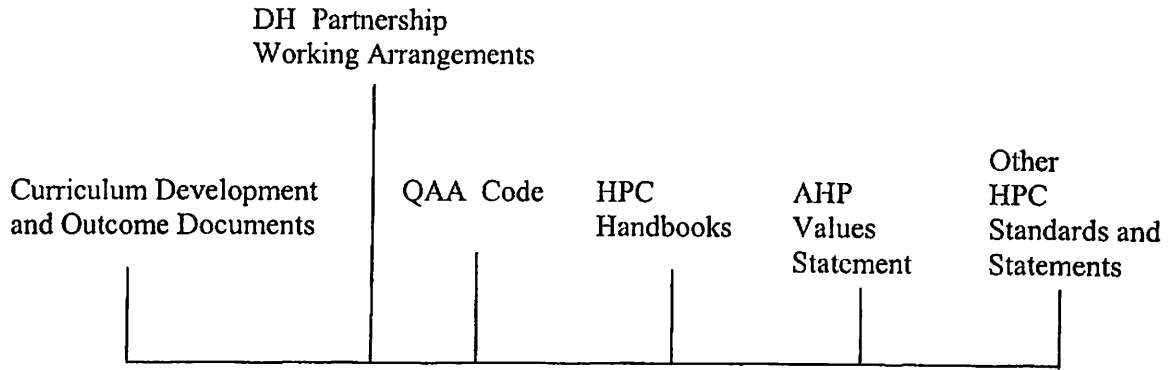 DH Partnership
Working Arrangements
Curriculum Development
and Outcome Documents
QAA Code
HPC
Handbooks
AHP
Values
Statement
Other
HPC
Standards and
Statements